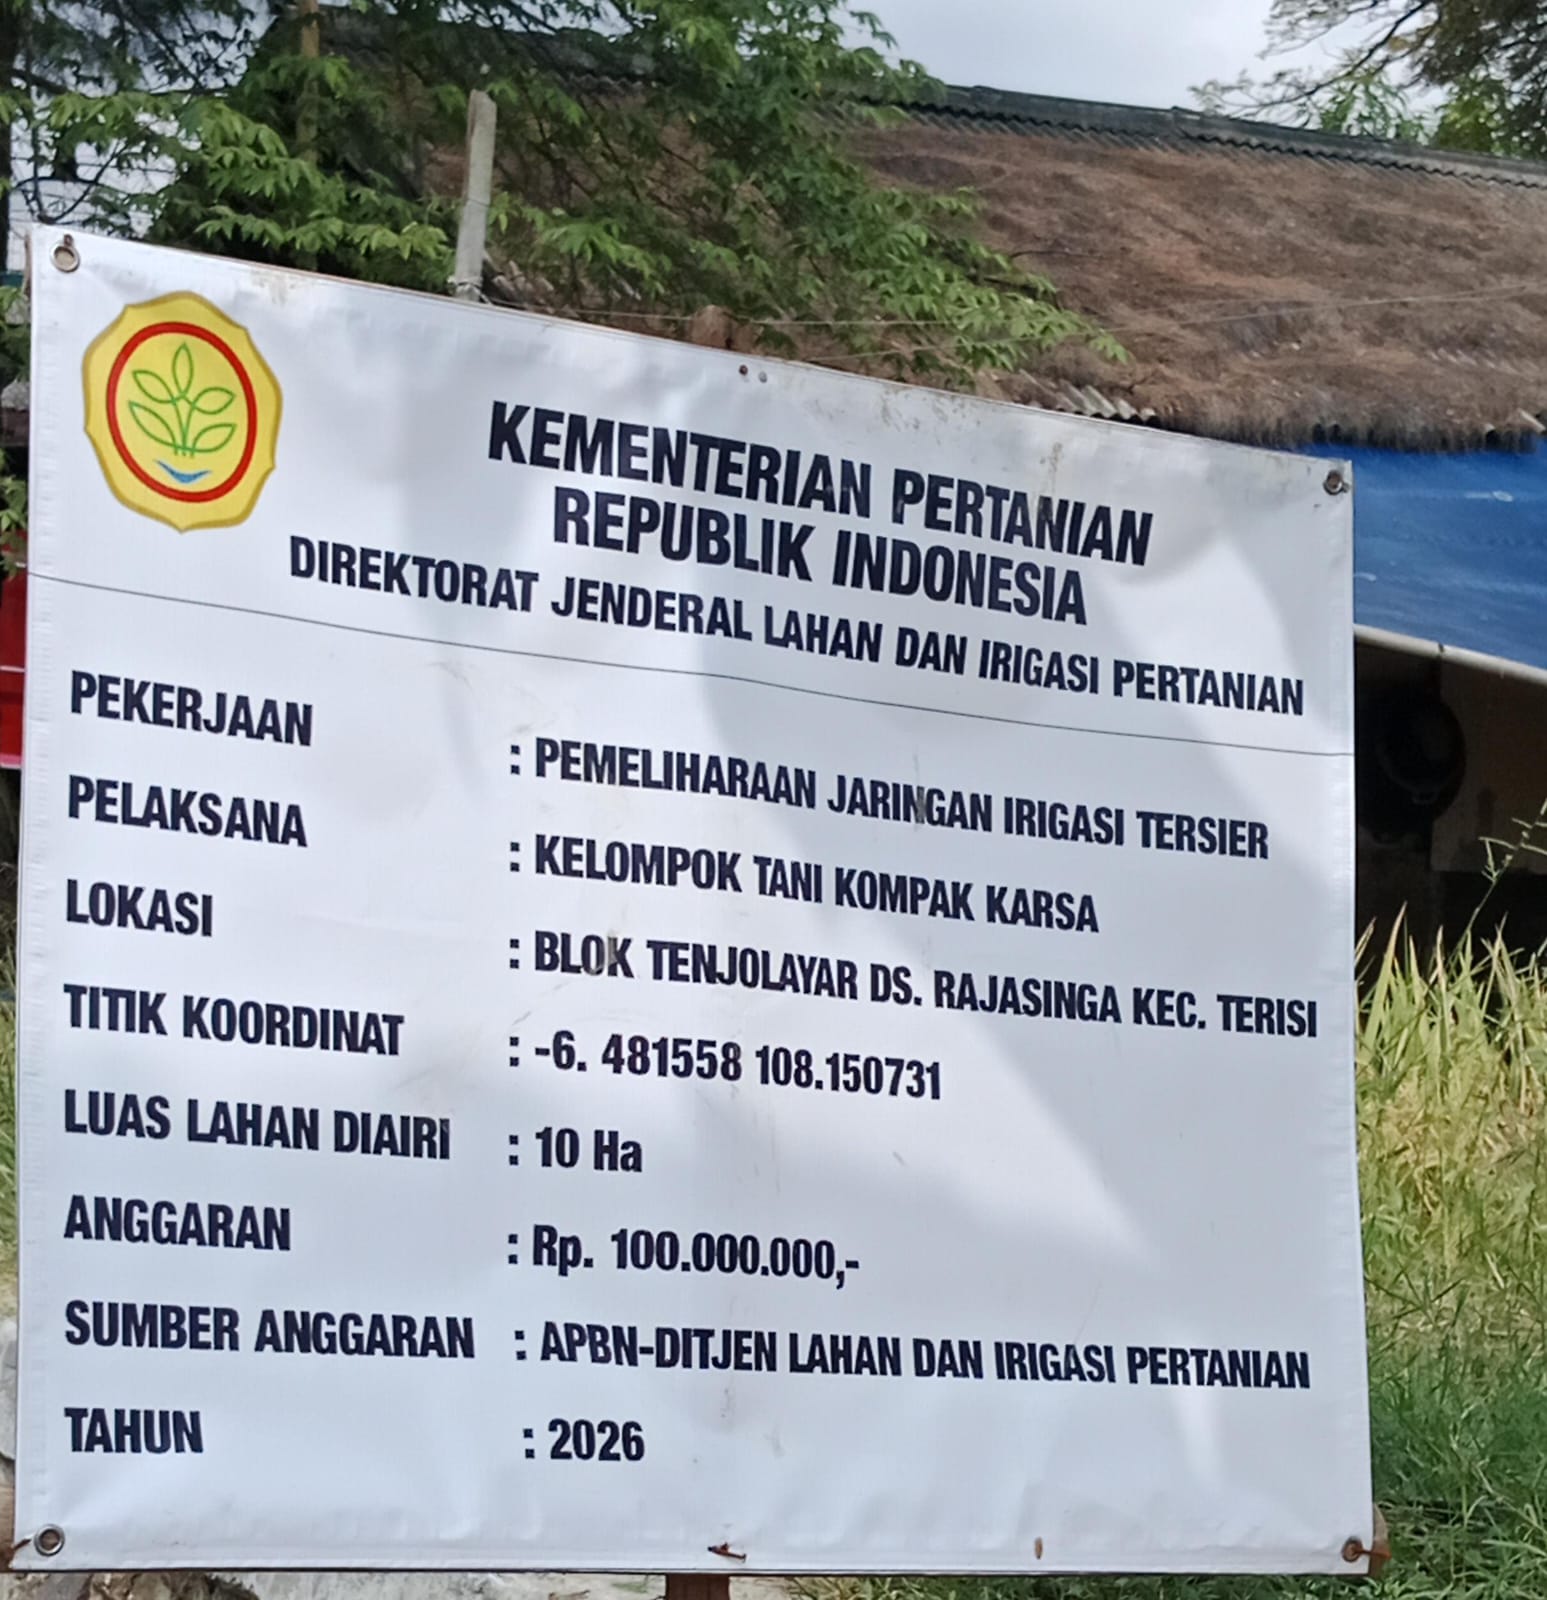 KEMENTERIAN PERTANIAN
REPUBLIK INDONESIA
DIREKTORAT JENDERAL LAHAN DAN IRIGASI PERTANIAN
PEKERJAAN : PEMELIHARAAN JARINGAN IRIGASI TERSIER
PELAKSANA : KELOMPOK TANI KOMPAK KARSA
LOKASI : BLOK TENJOLAYAR DS. RAJASINGA KEC. TERISI
TITIK KOORDINAT : -6. 481558 108.150731
LUAS LAHAN DIAIRI : 10 Ha
ANGGARAN : Rp. 100.000.000,-
SUMBER ANGGARAN : APBN-DITJEN LAHAN DAN IRIGASI PERTANIAN
TAHUN : 2026